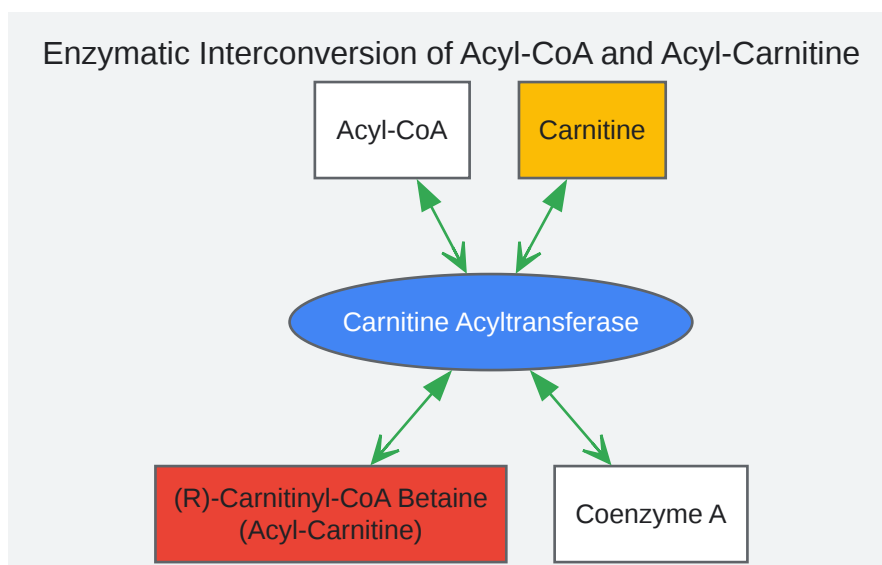 Enzymatic Interconversion of Acyl-CoA and Acyl-Carnitine
Acyl-CoA
Carnitine
Carnitine Acyltransferase
(R)-Carnitinyl-CoA Betaine
(Acyl-Carnitine)
Coenzyme A